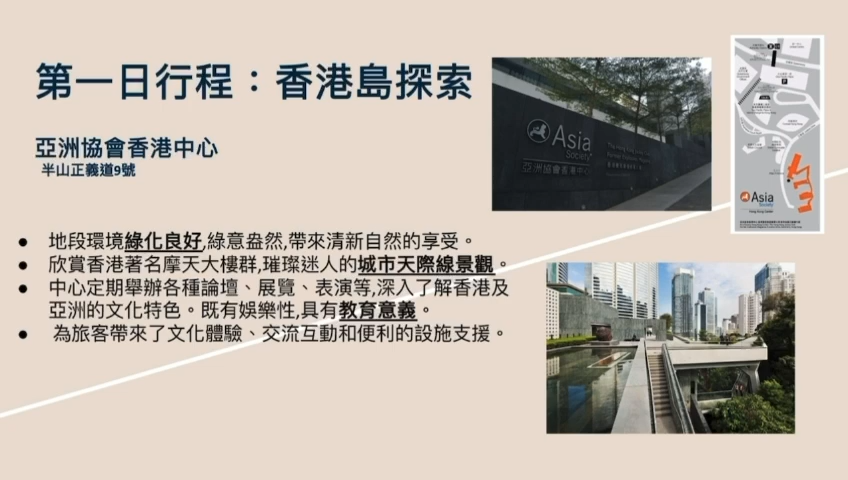 第一日行程：香港島探索
亞洲協會香港中心
半山正義道9號
● 地段環境綠化良好,綠意盎然,帶來清新自然的享受。
● 欣賞香港著名摩天大樓群,璀璨迷人的城市天際線景觀。
● 中心定期舉辦各種論壇、展覽、表演等,深入了解香港及
亞洲的文化特色。既有娛樂性,具有教育意義。
● 為旅客帶來了文化體驗、交流互動和便利的設施支援。
Asia
Society
亞洲協會香港中心
The Hong Kong
Asia
Society
Hong Kong Center